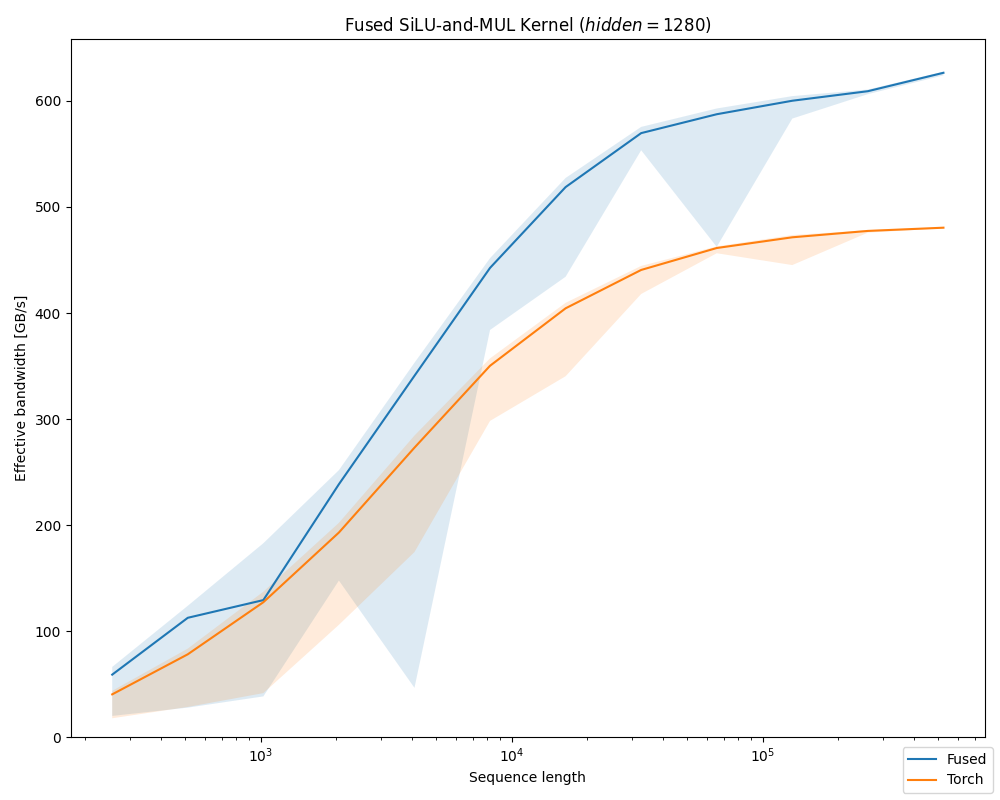 Fused SiLU-and-MUL Kernel (hidden = 1280)
Effective bandwidth [GB/s]
600
500
400
300
200
100
0
10³
10⁴
10⁵
Sequence length
Fused
Torch